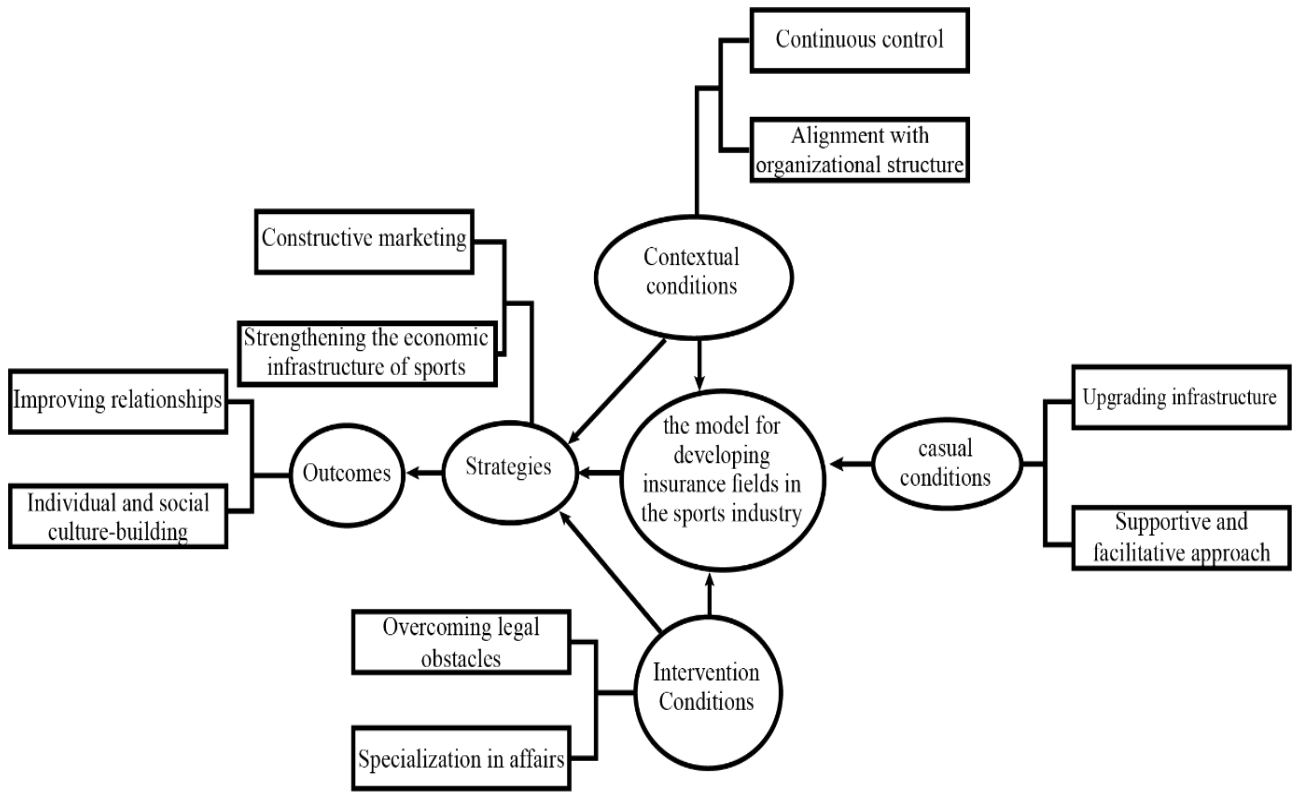 Continuous control
Alignment with
organizational structure
Constructive marketing
Contextual
conditions
Strengthening the economic
infrastructure of sports
Improving relationships
Upgrading infrastructure
the model for
developing
insurance fields in
the sports industry
casual
conditions
Strategies
Outcomes
Individual and social
culture-building
Supportive and
facilitative approach
Overcoming legal
obstacles
Intervention
Conditions
Specialization in affairs